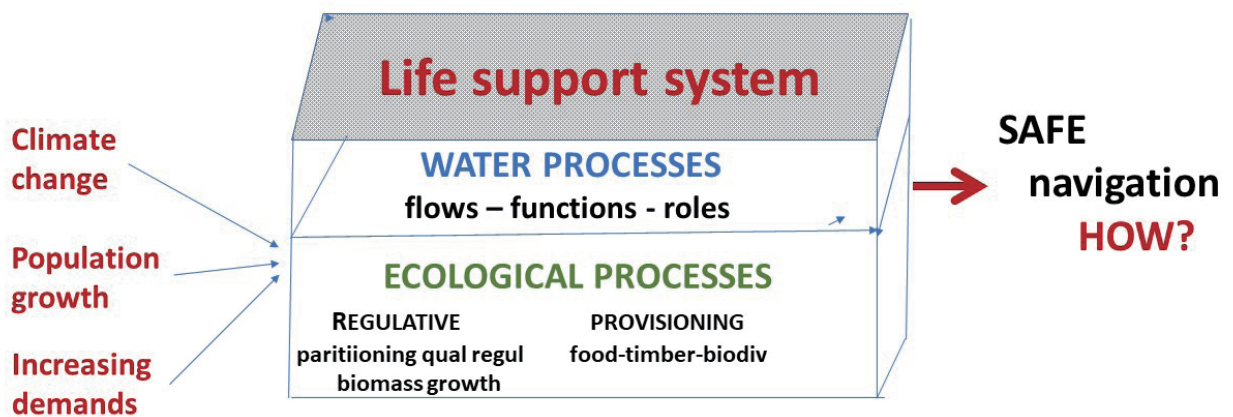 Life support system
Climate
change
WATER PROCESSES
flows – functions - roles
SAFE
navigation
HOW?
Population
growth
ECOLOGICAL PROCESSES
REGULATIVE
paritiioning qual regul
biomass growth
PROVISIONING
food-timber-biodiv
Increasing
demands